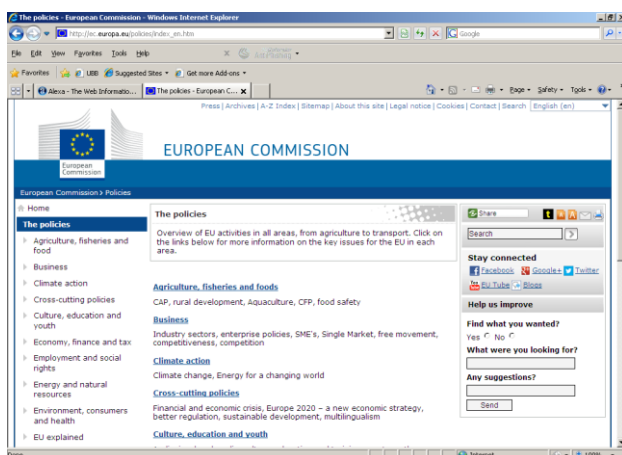 The policies - European Commission - Windows Internet Explorer
http://ec.europa.eu/policies/index_en.htm
Google
File Edit View Favorites Tools Help
Favorites UBB Suggested Sites Get more Add-ons
Alexa - The Web Informatio... The policies - European C... Page Safety Tools
Press | Archives | A-Z Index | Sitemap | About this site | Legal notice | Cookies | Contact | Search English (en)
EUROPEAN COMMISSION
European
Commission
European Commission > Policies
Home
The policies
Agriculture, fisheries and
food
Business
Climate action
Cross-cutting policies
Culture, education and
youth
Economy, finance and tax
Employment and social
rights
Energy and natural
resources
Environment, consumers
and health
EU explained
The policies
Overview of EU activities in all areas, from agriculture to transport. Click on
the links below for more information on the key issues for the EU in each
area.
Agriculture, fisheries and foods
CAP, rural development, Aquaculture, CFP, food safety
Business
Industry sectors, enterprise policies, SME's, Single Market, free movement,
competitiveness, competition
Climate action
Climate change, Energy for a changing world
Cross-cutting policies
Financial and economic crisis, Europe 2020 – a new economic strategy,
better regulation, sustainable development, multilingualism
Culture, education and youth
Share
Search
Stay connected
Facebook Google+ Twitter
EU Tube Blogs
Help us improve
Find what you wanted?
Yes No
What were you looking for?
Any suggestions?
Send
Done Internet 100%